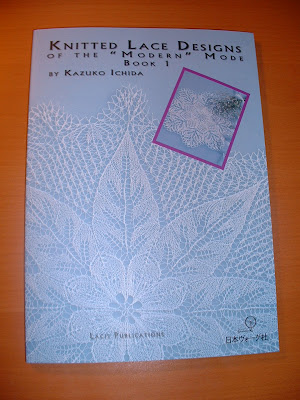 KNITTED LACE DESIGNS
OF THE "MODERN" MODE
BOOK 1
BY KAZUKO ICHIDA
LACIS PUBLICATIONS
日本ヴォーグ社